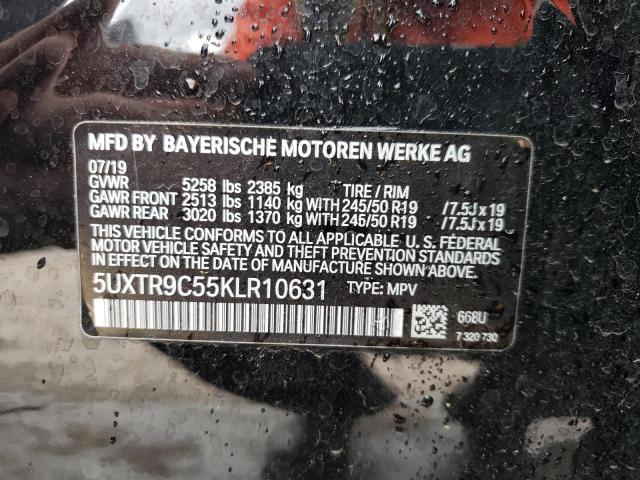 MFD BY BAYERISCHE MOTOREN WERKE AG
07/19
GVWR 5258 lbs 2385 kg TIRE / RIM
GAWR FRONT 2513 lbs 1140 kg WITH 245/50 R19 /7.5J x 19
GAWR REAR 3020 lbs 1370 kg WITH 245/50 R19 /7.5J x 19
THIS VEHICLE CONFORMS TO ALL APPLICABLE U. S. FEDERAL
MOTOR VEHICLE SAFETY AND THEFT PREVENTION STANDARDS
IN EFFECT ON THE DATE OF MANUFACTURE SHOWN ABOVE.
5UXTR9C55KLR10631 TYPE: MPV
668U
7 320 730